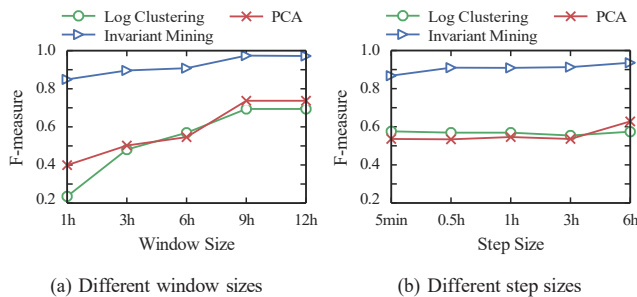 Log Clustering PCA
Invariant Mining
1.0
0.8
0.6
0.4
0.2
F-measure
1h 3h 6h 9h 12h
Window Size
(a) Different window sizes
Log Clustering PCA
Invariant Mining
1.0
0.8
0.6
0.4
0.2
F-measure
5min 0.5h 1h 3h 6h
Step Size
(b) Different step sizes